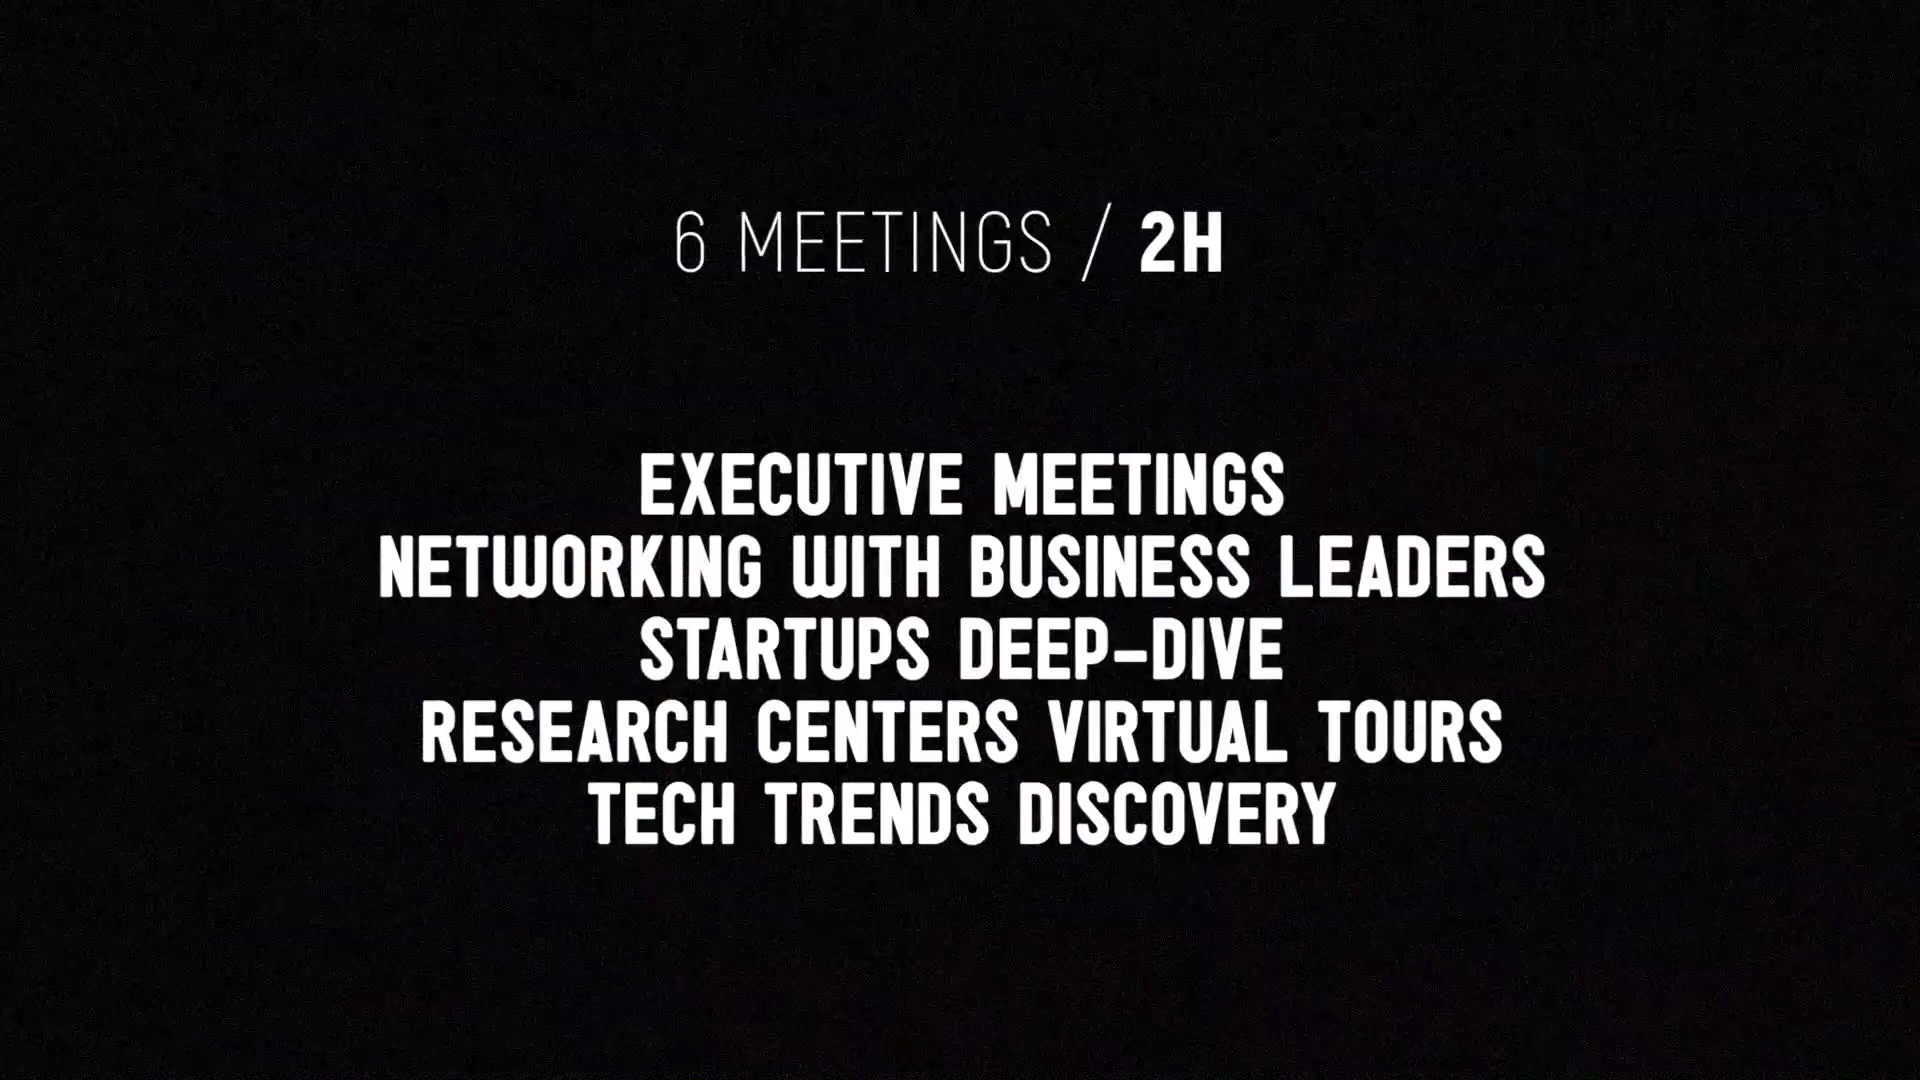 6 MEETINGS / 2H
EXECUTIVE MEETINGS
NETWORKING WITH BUSINESS LEADERS
STARTUPS DEEP-DIVE
RESEARCH CENTERS VIRTUAL TOURS
TECH TRENDS DISCOVERY